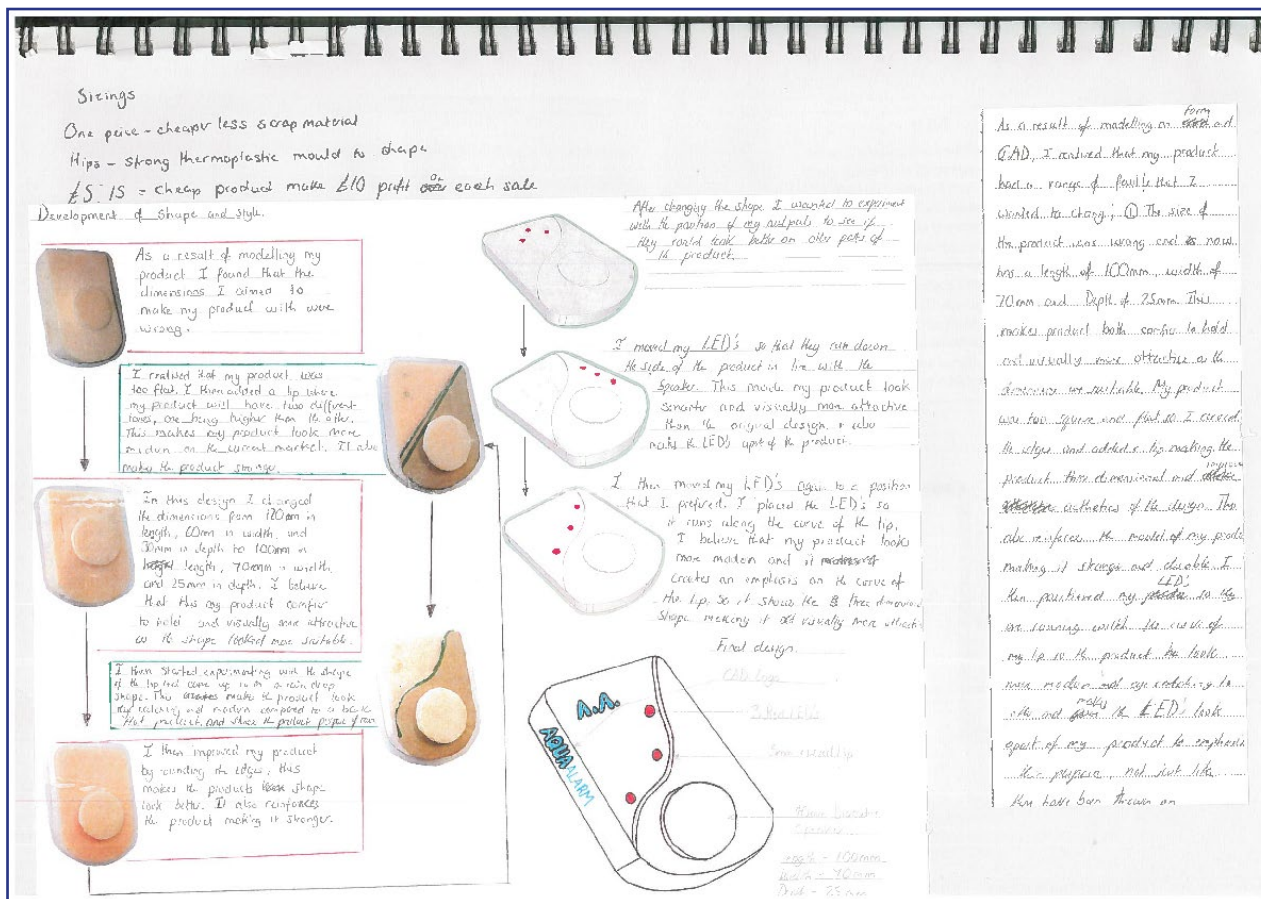 Sizings
One peice - cheaper less scrap material
Hips - strong thermoplastic mould to shape
£5.15 = cheap product make £10 profit on each sale
Development of shape and style.
As a result of modelling my
product I found that the
dimensions I aimed to
make my product with were
wrong.
I realised that my product was
too flat. I then added a lip where
my product will have two different
tones, one being higher than the other.
This makes my product look more
modern on the current market. It also
makes the product stronger.
In this design I changed
the dimensions from 120mm in
length, 60mm in width, and
30mm in depth to 100mm in
length, 70mm in width
and 25mm in depth. I believe
that this my product comfier
to hold and visually more attractive
as the shape looked more suitable.
I then started experimenting with the shape
of the lip and came up with a rain drop
shape. This makes the product look
and modern compared to a basic
flat product, and shows the products purpose of rain
I then improved my product
by rounding the edges, this
makes the products shape
look better. It also reinforces
the product making it stronger.
After changing the shape I wanted to experiment
with the position of my outputs to see if
they could look better on other parts of
the product.
I moved my LED's so that they run down
the side of the product in line with the
Speaker. This made my product look
smarter and visually more attractive
than the original design, + also
makes the LED's apart of the product.
I then moved my LED's again to a position
that I prefered. I placed the LED's so
it runs along the curve of the lip.
I believe that my product looks
more modern and it
creates an emphasis on the curve of
the lip, so it shows the three dimension
shape making it visually more attractive
Final design
CAD logo
3 Red LED's
5mm
A.A.
AQUA ALARM
Speaker
length - 100mm
Width - 70mm
Depth - 25mm
As a result of modelling on form and
CAD, I realised that my product
had a range of faults that I
wanted to change; ① The size of
the product was wrong and now
has a length of 100mm, width of
70mm and Depth of 25mm. This
makes product both comfier to hold
and visually more attractive as the
dimensions are suitable. My product
was too square and flat so I curved
the edges and added a lip making the
product three dimensional and improve
asthetics of the design. This
also reinforces the model of my product
making it stronger and durable. I
then positioned my LED's so the
are running with the curve of
my lip so the product look
more modern and eye catching to
and makes the LED's look
apart of my product to emphasis
purpose, not just like
have been thrown on